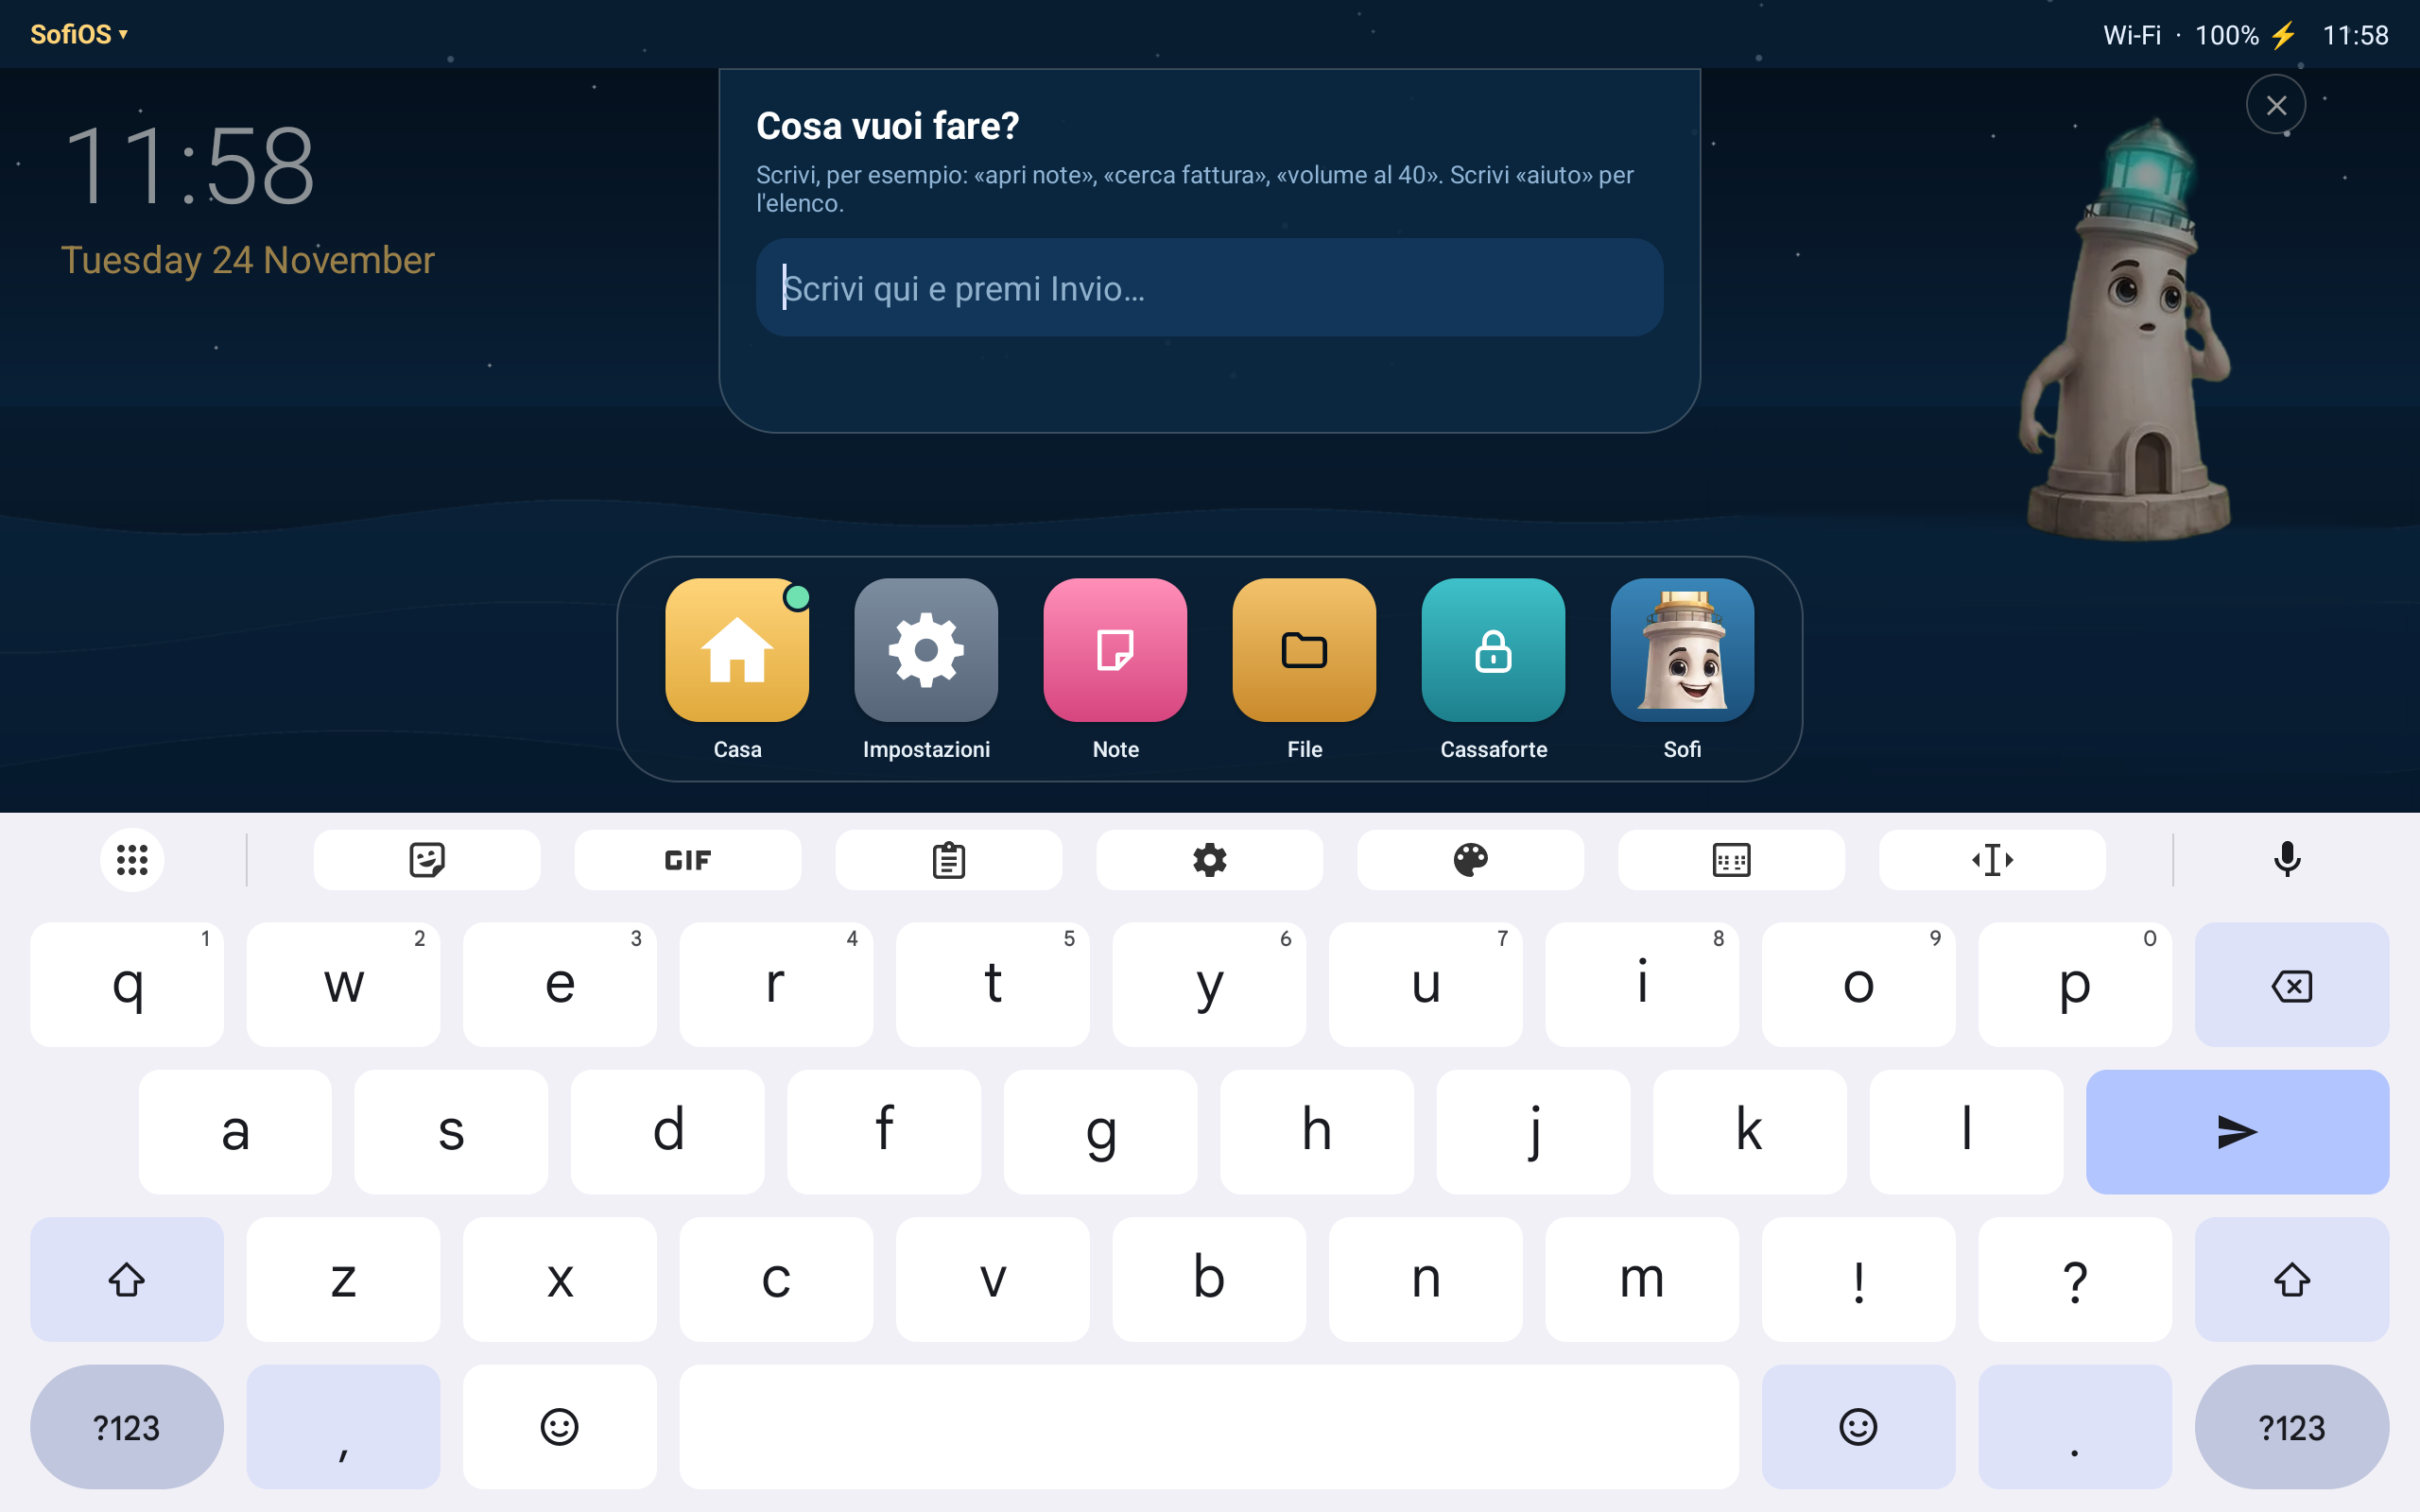 SofiOS ▾
Wi-Fi · 100% ⚡ 11:58
11:58
Tuesday 24 November
Cosa vuoi fare?
Scrivi, per esempio: «apri note», «cerca fattura», «volume al 40». Scrivi «aiuto» per
l'elenco.
Scrivi qui e premi Invio…
Casa Impostazioni Note File Cassaforte Sofi
GIF
q 1 w 2 e 3 r 4 t 5 y 6 u 7 i 8 o 9 p 0
a s d f g h j k l
z x c v b n m ! ?
?123 , . ?123